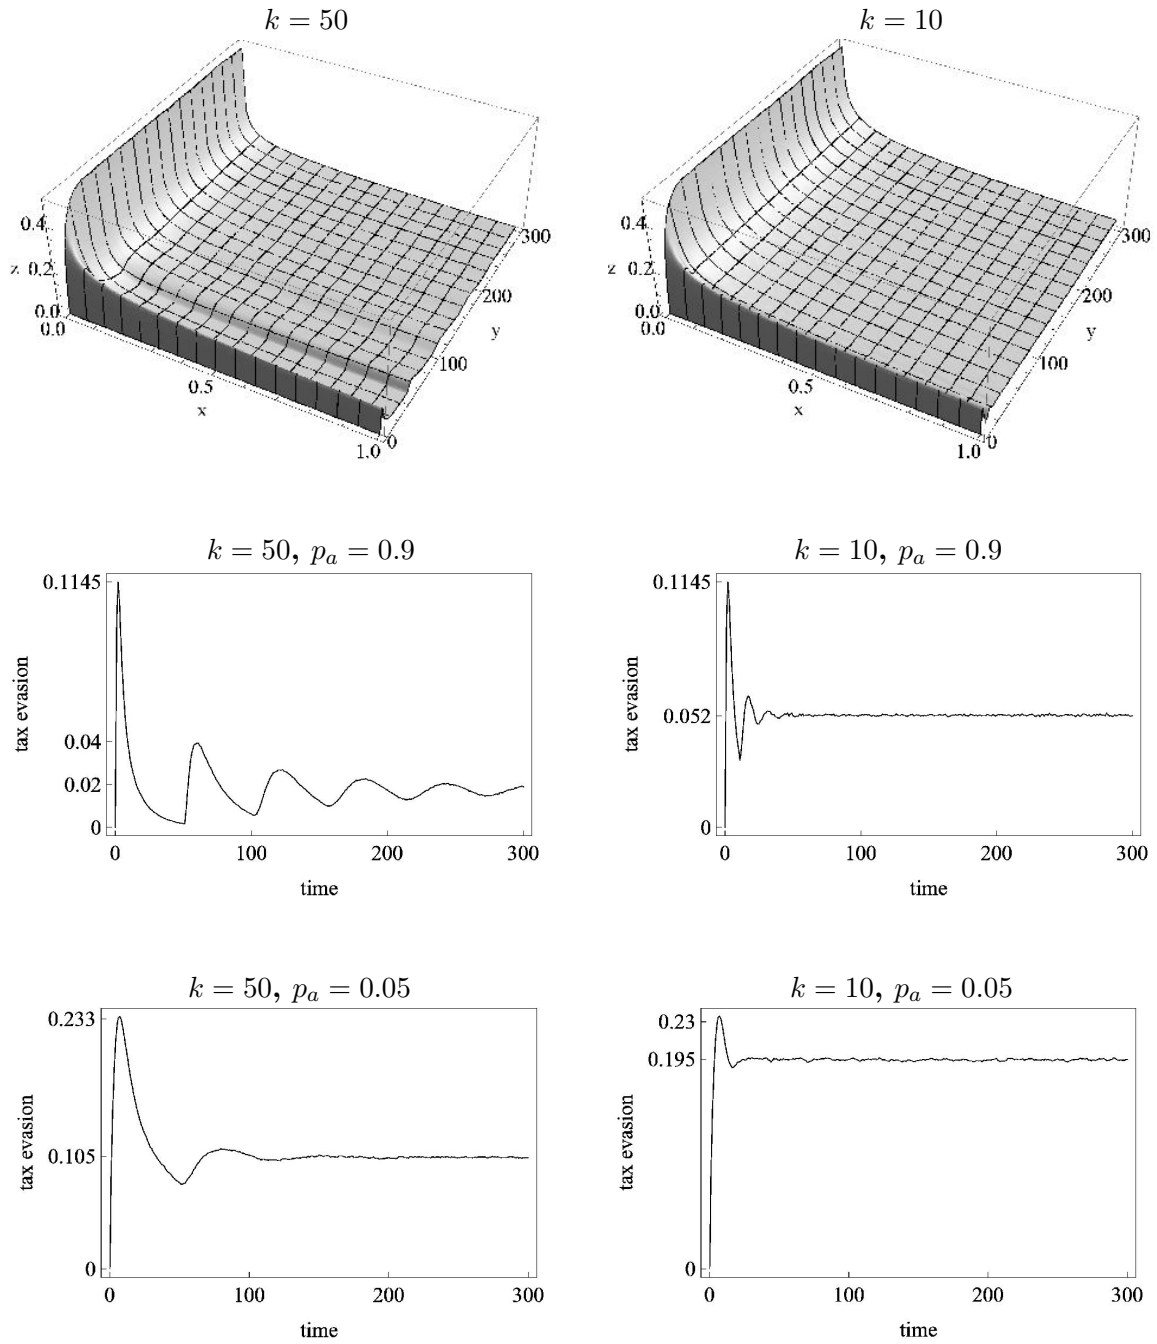 k = 50
0.4
z 0.2
0.0
0.0
0.5
x
1.0
0
100
y
200
300
k = 10
0.4
z 0.2
0.0
0.0
0.5
x
1.0
0
100
y
200
300
k = 50, p_a = 0.9
0.1145
0.04
0.02
0
tax evasion
0 100 200 300
time
k = 10, p_a = 0.9
0.1145
0.052
0
tax evasion
0 100 200 300
time
k = 50, p_a = 0.05
0.233
0.105
0
tax evasion
0 100 200 300
time
k = 10, p_a = 0.05
0.23
0.195
0
tax evasion
0 100 200 300
time